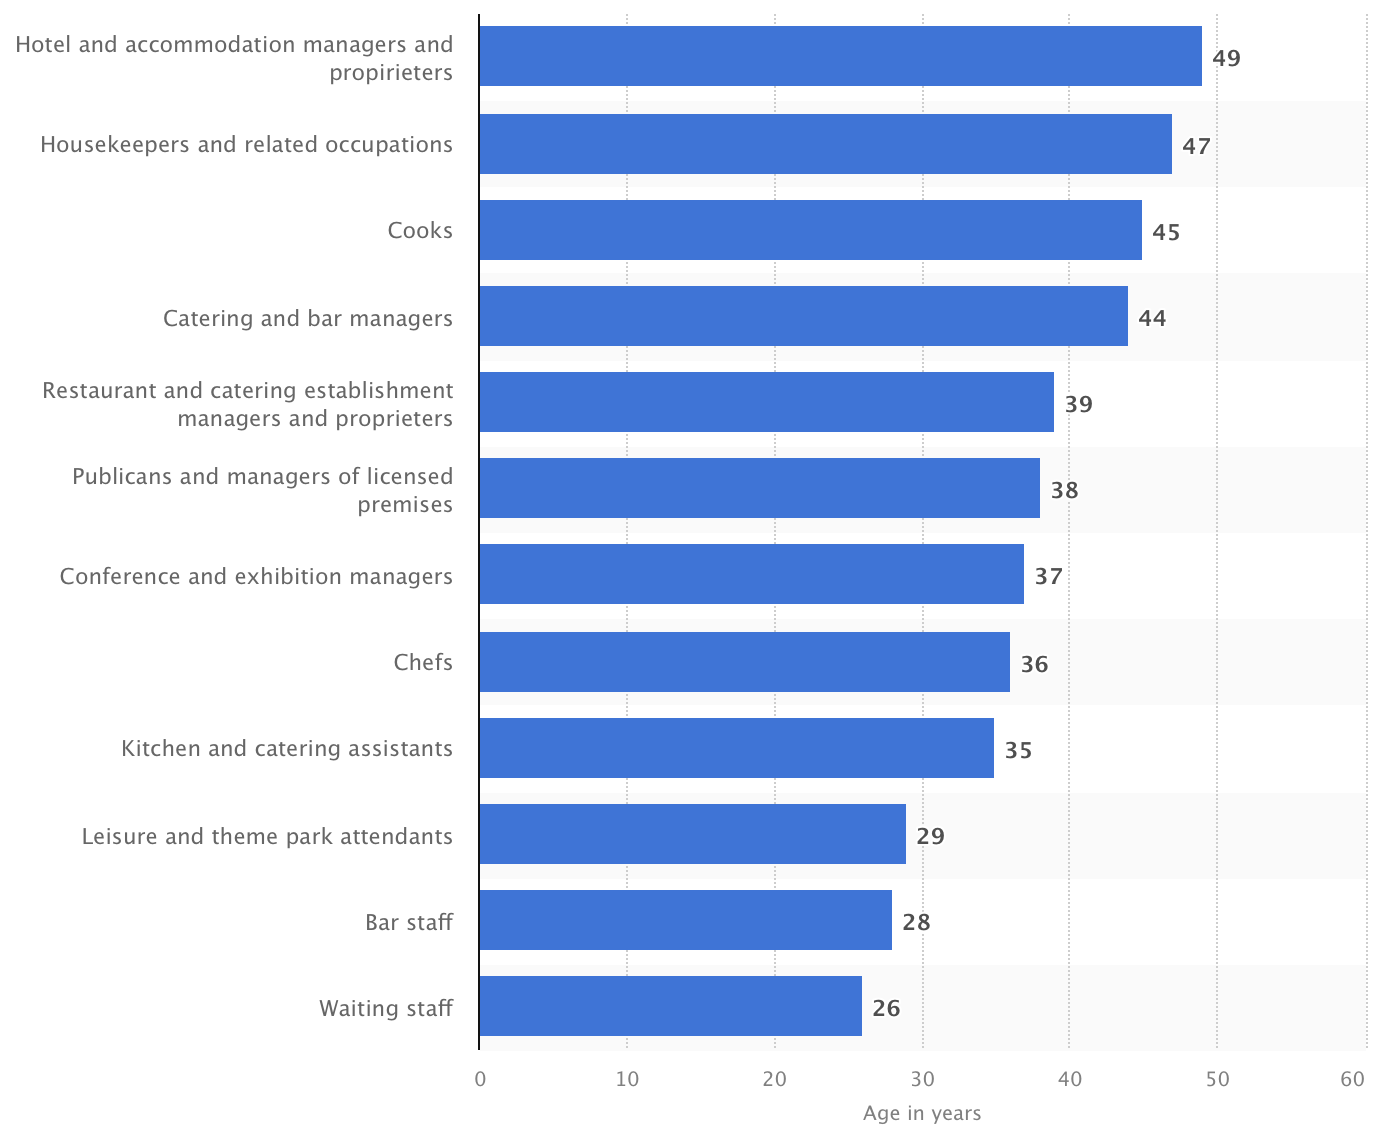 Hotel and accommodation managers and
propirieters
49
Housekeepers and related occupations
47
Cooks
45
Catering and bar managers
44
Restaurant and catering establishment
managers and proprieters
39
Publicans and managers of licensed
premises
38
Conference and exhibition managers
37
Chefs
36
Kitchen and catering assistants
35
Leisure and theme park attendants
29
Bar staff
28
Waiting staff
26
0 10 20 30 40 50 60
Age in years